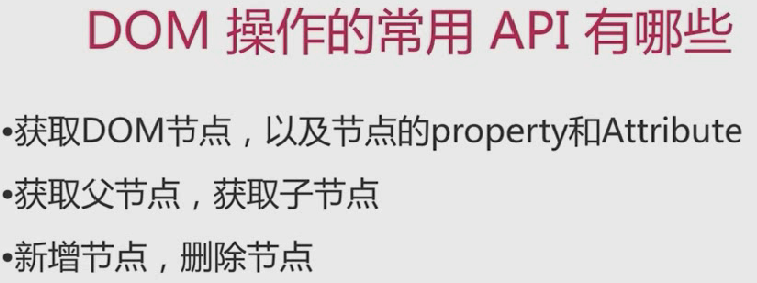 DOM 操作的常用 API 有哪些
•获取DOM节点，以及节点的property和Attribute
•获取父节点，获取子节点
•新增节点，删除节点